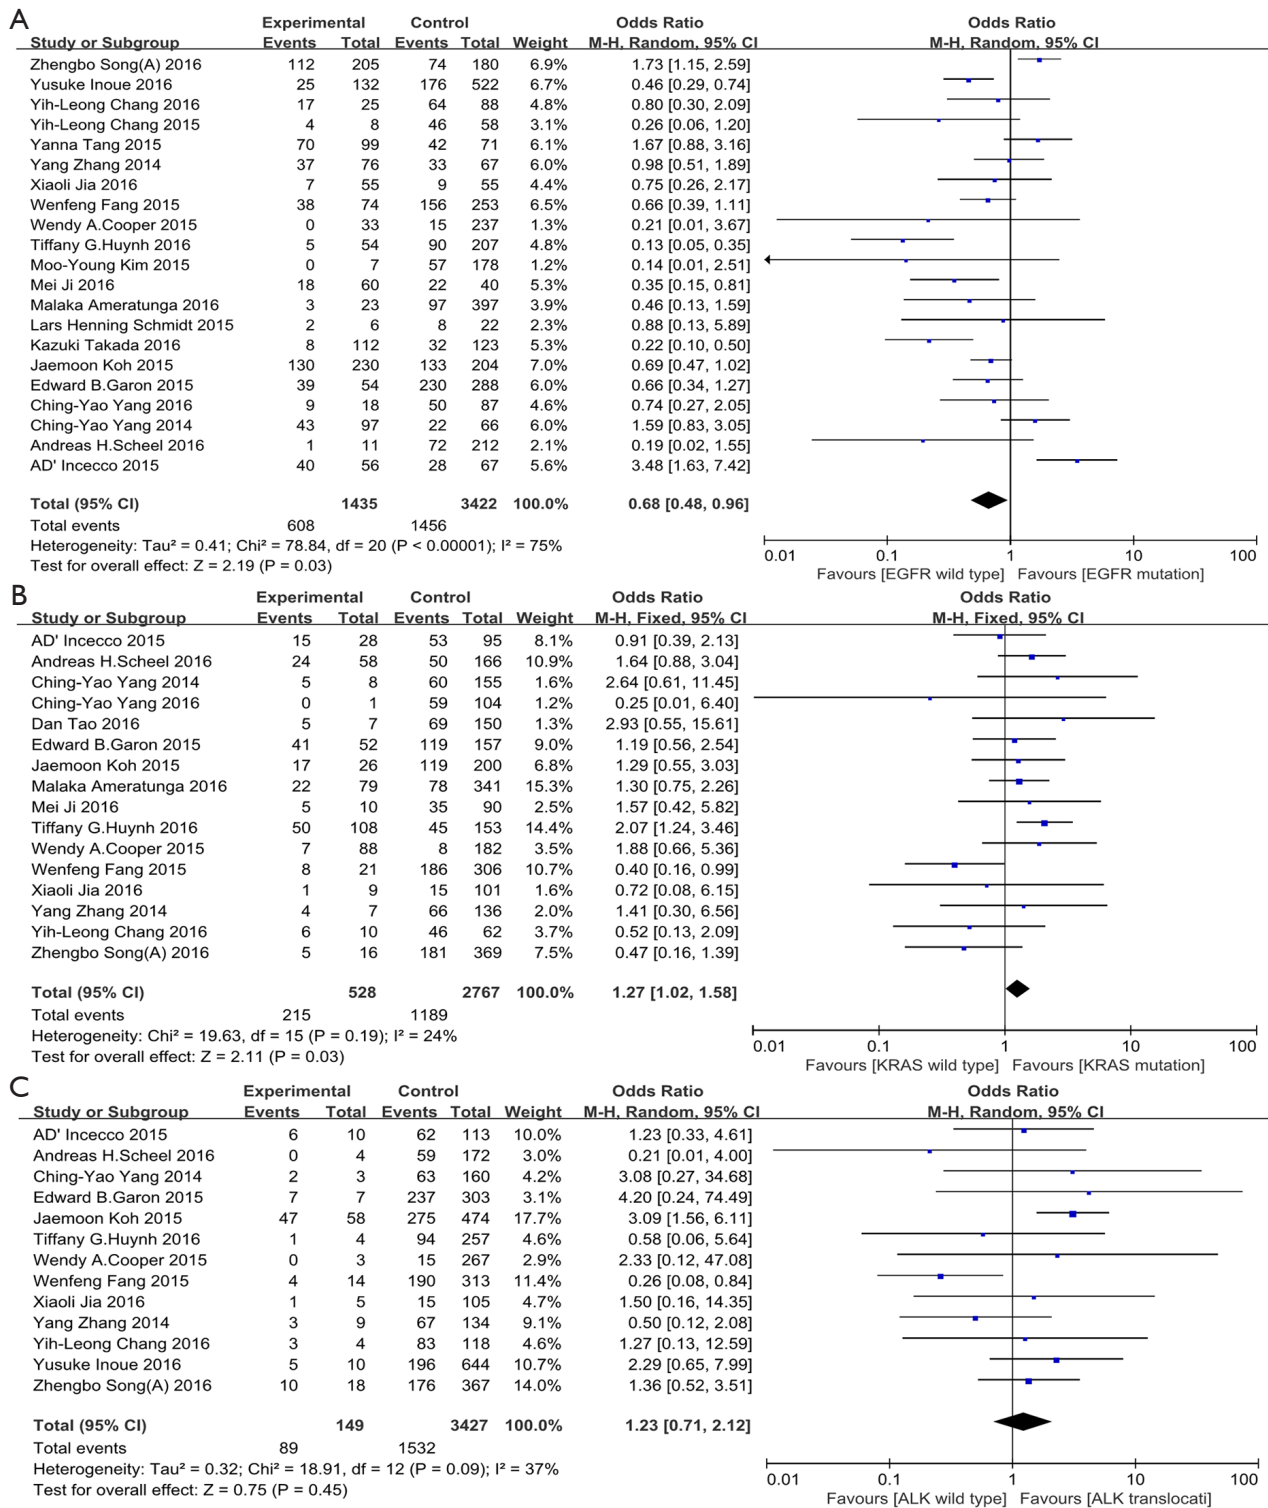 A
Experimental Control Odds Ratio Odds Ratio
Study or Subgroup Events Total Events Total Weight M-H, Random, 95% CI M-H, Random, 95% CI
Zhengbo Song(A) 2016 112 205 74 180 6.9% 1.73 [1.15, 2.59]
Yusuke Inoue 2016 25 132 176 522 6.7% 0.46 [0.29, 0.74]
Yih-Leong Chang 2016 17 25 64 88 4.8% 0.80 [0.30, 2.09]
Yih-Leong Chang 2015 4 8 46 58 3.1% 0.26 [0.06, 1.20]
Yanna Tang 2015 70 99 42 71 6.1% 1.67 [0.88, 3.16]
Yang Zhang 2014 37 76 33 67 6.0% 0.98 [0.51, 1.89]
Xiaoli Jia 2016 7 55 9 55 4.4% 0.75 [0.26, 2.17]
Wenfeng Fang 2015 38 74 156 253 6.5% 0.66 [0.39, 1.11]
Wendy A.Cooper 2015 0 33 15 237 1.3% 0.21 [0.01, 3.67]
Tiffany G.Huynh 2016 5 54 90 207 4.8% 0.13 [0.05, 0.35]
Moo-Young Kim 2015 0 7 57 178 1.2% 0.14 [0.01, 2.51]
Mei Ji 2016 18 60 22 40 5.3% 0.35 [0.15, 0.81]
Malaka Ameratunga 2016 3 23 97 397 3.9% 0.46 [0.13, 1.59]
Lars Henning Schmidt 2015 2 6 8 22 2.3% 0.88 [0.13, 5.89]
Kazuki Takada 2016 8 112 32 123 5.5% 0.22 [0.10, 0.50]
Jaemoon Koh 2015 130 230 133 204 7.0% 0.69 [0.47, 1.02]
Edward B.Garon 2015 39 54 230 288 6.0% 0.66 [0.34, 1.27]
Ching-Yao Yang 2016 9 18 50 87 4.6% 0.74 [0.27, 2.05]
Ching-Yao Yang 2014 43 97 22 66 6.0% 1.59 [0.83, 3.05]
Andreas H.Scheel 2016 1 11 72 212 2.1% 0.19 [0.02, 1.55]
AD' Incecco 2015 40 56 28 67 5.6% 3.48 [1.63, 7.42]
Total (95% CI) 1435 3422 100.0% 0.68 [0.48, 0.96]
Total events 608 1456
Heterogeneity: Tau² = 0.41; Chi² = 78.84, df = 20 (P < 0.00001); I² = 75%
Test for overall effect: Z = 2.19 (P = 0.03)
0.01 0.1 1 10 100
Favours [EGFR wild type] Favours [EGFR mutation]
B
Experimental Control Odds Ratio Odds Ratio
Study or Subgroup Events Total Events Total Weight M-H, Fixed, 95% CI M-H, Fixed, 95% CI
AD' Incecco 2015 15 28 53 95 8.1% 0.91 [0.39, 2.13]
Andreas H.Scheel 2016 24 58 50 166 10.9% 1.64 [0.88, 3.04]
Ching-Yao Yang 2014 5 8 60 155 1.6% 2.64 [0.61, 11.45]
Ching-Yao Yang 2016 0 1 59 104 1.2% 0.25 [0.01, 6.40]
Dan Tao 2016 5 7 69 150 1.3% 2.93 [0.55, 15.61]
Edward B.Garon 2015 41 52 119 157 9.0% 1.19 [0.56, 2.54]
Jaemoon Koh 2015 17 26 119 200 6.8% 1.29 [0.55, 3.03]
Malaka Ameratunga 2016 22 79 78 341 15.3% 1.30 [0.75, 2.26]
Mei Ji 2016 5 10 35 90 2.5% 1.57 [0.42, 5.82]
Tiffany G.Huynh 2016 50 108 45 153 14.4% 2.07 [1.24, 3.46]
Wendy A.Cooper 2015 7 88 8 182 3.5% 1.88 [0.66, 5.36]
Wenfeng Fang 2015 8 21 186 306 10.7% 0.40 [0.16, 0.99]
Xiaoli Jia 2016 1 9 15 101 1.6% 0.72 [0.08, 6.15]
Yang Zhang 2014 4 7 66 136 2.0% 1.41 [0.30, 6.56]
Yih-Leong Chang 2016 6 10 46 62 3.7% 0.52 [0.13, 2.09]
Zhengbo Song(A) 2016 5 16 181 369 7.5% 0.47 [0.16, 1.39]
Total (95% CI) 528 2767 100.0% 1.27 [1.02, 1.58]
Total events 215 1189
Heterogeneity: Chi² = 19.63, df = 15 (P = 0.19); I² = 24%
Test for overall effect: Z = 2.11 (P = 0.03)
0.01 0.1 1 10 100
Favours [KRAS wild type] Favours [KRAS mutation]
C
Experimental Control Odds Ratio Odds Ratio
Study or Subgroup Events Total Events Total Weight M-H, Random, 95% CI M-H, Random, 95% CI
AD' Incecco 2015 6 10 62 113 10.0% 1.23 [0.33, 4.61]
Andreas H.Scheel 2016 0 4 59 172 3.0% 0.21 [0.01, 4.00]
Ching-Yao Yang 2014 2 3 63 160 4.2% 3.08 [0.27, 34.68]
Edward B.Garon 2015 7 7 237 303 3.1% 4.20 [0.24, 74.49]
Jaemoon Koh 2015 47 58 275 474 17.7% 3.09 [1.56, 6.11]
Tiffany G.Huynh 2016 1 4 94 257 4.6% 0.58 [0.06, 5.64]
Wendy A.Cooper 2015 0 3 15 267 2.9% 2.33 [0.12, 47.08]
Wenfeng Fang 2015 4 14 190 313 11.4% 0.26 [0.08, 0.84]
Xiaoli Jia 2016 1 5 15 105 4.7% 1.50 [0.16, 14.35]
Yang Zhang 2014 3 9 67 134 9.1% 0.50 [0.12, 2.08]
Yih-Leong Chang 2016 3 4 83 118 4.6% 1.27 [0.13, 12.59]
Yusuke Inoue 2016 5 10 196 644 10.7% 2.29 [0.65, 7.99]
Zhengbo Song(A) 2016 10 18 176 367 14.0% 1.36 [0.52, 3.51]
Total (95% CI) 149 3427 100.0% 1.23 [0.71, 2.12]
Total events 89 1532
Heterogeneity: Tau² = 0.32; Chi² = 18.91, df = 12 (P = 0.09); I² = 37%
Test for overall effect: Z = 0.75 (P = 0.45)
0.01 0.1 1 10 100
Favours [ALK wild type] Favours [ALK translocati]